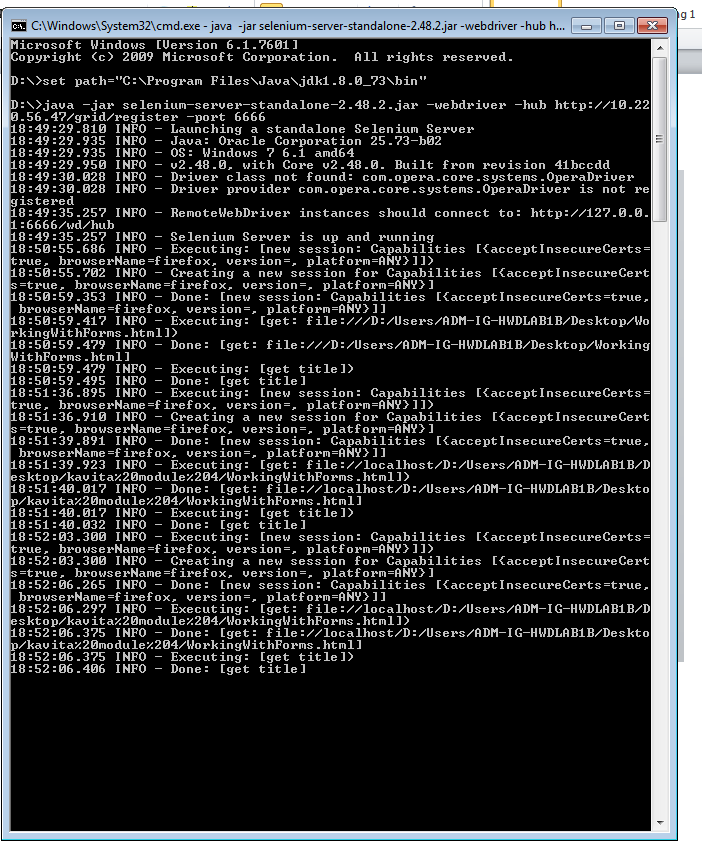 ng 1
C:\Windows\System32\cmd.exe - java -jar selenium-server-standalone-2.48.2.jar -webdriver -hub h...
Microsoft Windows [Version 6.1.7601]
Copyright (c) 2009 Microsoft Corporation.  All rights reserved.
D:\>set path="C:\Program Files\Java\jdk1.8.0_73\bin"
D:\>java -jar selenium-server-standalone-2.48.2.jar -webdriver -hub http://10.22
0.56.47/grid/register -port 6666
18:49:29.810 INFO - Launching a standalone Selenium Server
18:49:29.935 INFO - Java: Oracle Corporation 25.73-b02
18:49:29.935 INFO - OS: Windows 7 6.1 amd64
18:49:29.950 INFO - v2.48.0, with Core v2.48.0. Built from revision 41bccdd
18:49:30.028 INFO - Driver class not found: com.opera.core.systems.OperaDriver
18:49:30.028 INFO - Driver provider com.opera.core.systems.OperaDriver is not re
gistered
18:49:35.257 INFO - RemoteWebDriver instances should connect to: http://127.0.0.
1:6666/wd/hub
18:49:35.257 INFO - Selenium Server is up and running
18:50:55.686 INFO - Executing: [new session: Capabilities [{acceptInsecureCerts=
true, browserName=firefox, version=, platform=ANY}]])
18:50:55.702 INFO - Creating a new session for Capabilities [{acceptInsecureCert
s=true, browserName=firefox, version=, platform=ANY}]
18:50:59.353 INFO - Done: [new session: Capabilities [{acceptInsecureCerts=true,
 browserName=firefox, version=, platform=ANY}]]
18:50:59.417 INFO - Executing: [get: file:///D:/Users/ADM-IG-HWDLAB1B/Desktop/Wo
rkingWithForms.html])
18:50:59.479 INFO - Done: [get: file:///D:/Users/ADM-IG-HWDLAB1B/Desktop/Working
WithForms.html]
18:50:59.479 INFO - Executing: [get title])
18:50:59.495 INFO - Done: [get title]
18:51:36.895 INFO - Executing: [new session: Capabilities [{acceptInsecureCerts=
true, browserName=firefox, version=, platform=ANY}]])
18:51:36.910 INFO - Creating a new session for Capabilities [{acceptInsecureCert
s=true, browserName=firefox, version=, platform=ANY}]
18:51:39.891 INFO - Done: [new session: Capabilities [{acceptInsecureCerts=true,
 browserName=firefox, version=, platform=ANY}]]
18:51:39.923 INFO - Executing: [get: file://localhost/D:/Users/ADM-IG-HWDLAB1B/D
esktop/kavita%20module%204/WorkingWithForms.html])
18:51:40.017 INFO - Done: [get: file://localhost/D:/Users/ADM-IG-HWDLAB1B/Deskto
p/kavita%20module%204/WorkingWithForms.html]
18:51:40.017 INFO - Executing: [get title])
18:51:40.032 INFO - Done: [get title]
18:52:03.300 INFO - Executing: [new session: Capabilities [{acceptInsecureCerts=
true, browserName=firefox, version=, platform=ANY}]])
18:52:03.300 INFO - Creating a new session for Capabilities [{acceptInsecureCert
s=true, browserName=firefox, version=, platform=ANY}]
18:52:06.265 INFO - Done: [new session: Capabilities [{acceptInsecureCerts=true,
 browserName=firefox, version=, platform=ANY}]]
18:52:06.297 INFO - Executing: [get: file://localhost/D:/Users/ADM-IG-HWDLAB1B/D
esktop/kavita%20module%204/WorkingWithForms.html])
18:52:06.375 INFO - Done: [get: file://localhost/D:/Users/ADM-IG-HWDLAB1B/Deskto
p/kavita%20module%204/WorkingWithForms.html]
18:52:06.375 INFO - Executing: [get title])
18:52:06.406 INFO - Done: [get title]